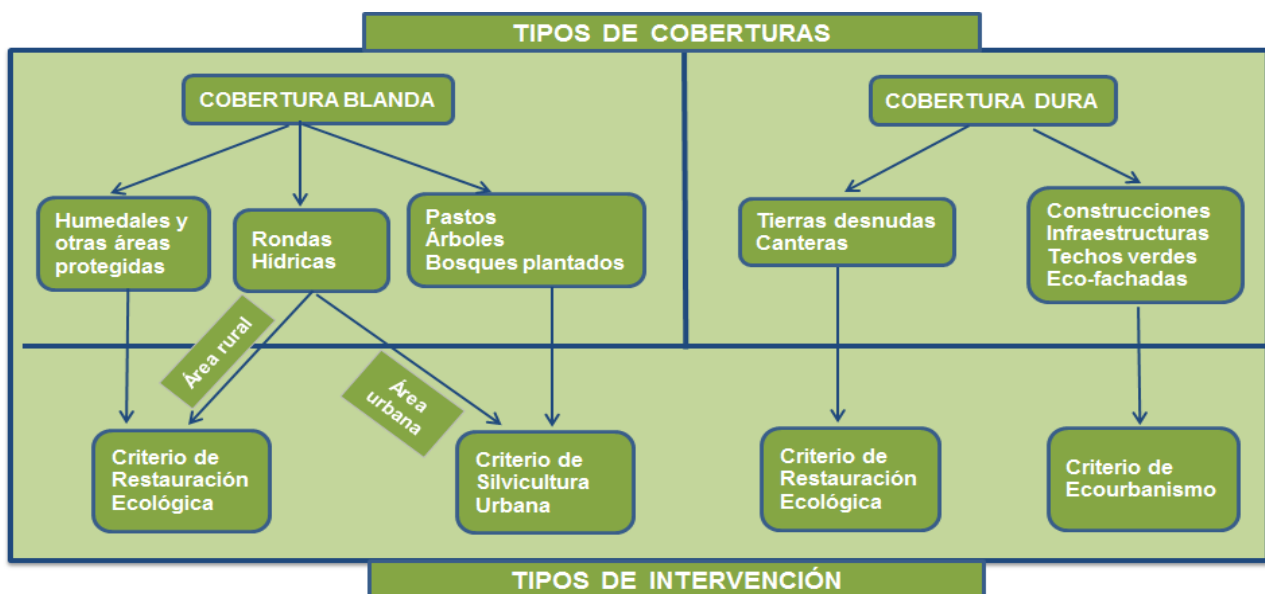 TIPOS DE COBERTURAS
COBERTURA BLANDA
COBERTURA DURA
Humedales y
otras áreas
protegidas
Rondas
Hídricas
Pastos
Árboles
Bosques plantados
Tierras desnudas
Canteras
Construcciones
Infraestructuras
Techos verdes
Eco-fachadas
Área rural
Área
urbana
Criterio de
Restauración
Ecológica
Criterio de
Silvicultura
Urbana
Criterio de
Restauración
Ecológica
Criterio de
Ecourbanismo
TIPOS DE INTERVENCIÓN